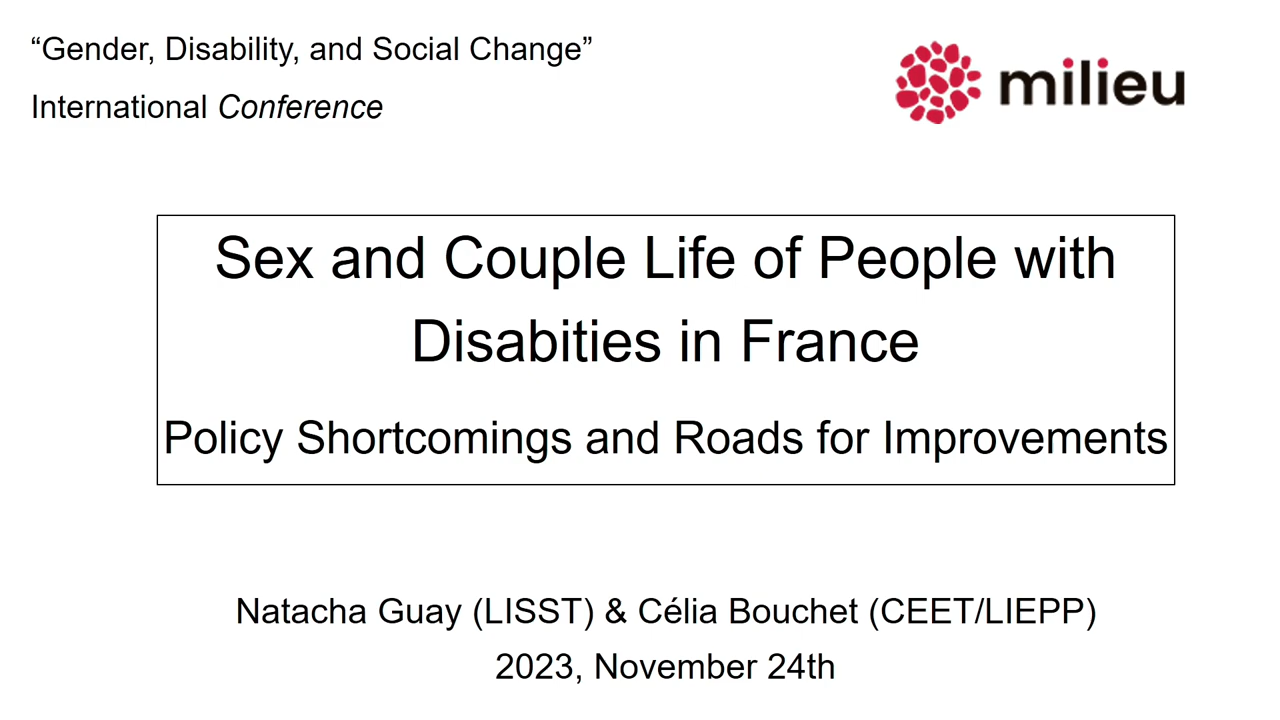 “Gender, Disability, and Social Change”
International Conference
milieu
Sex and Couple Life of People with
Disabities in France
Policy Shortcomings and Roads for Improvements
Natacha Guay (LISST) & Célia Bouchet (CEET/LIEPP)
2023, November 24th